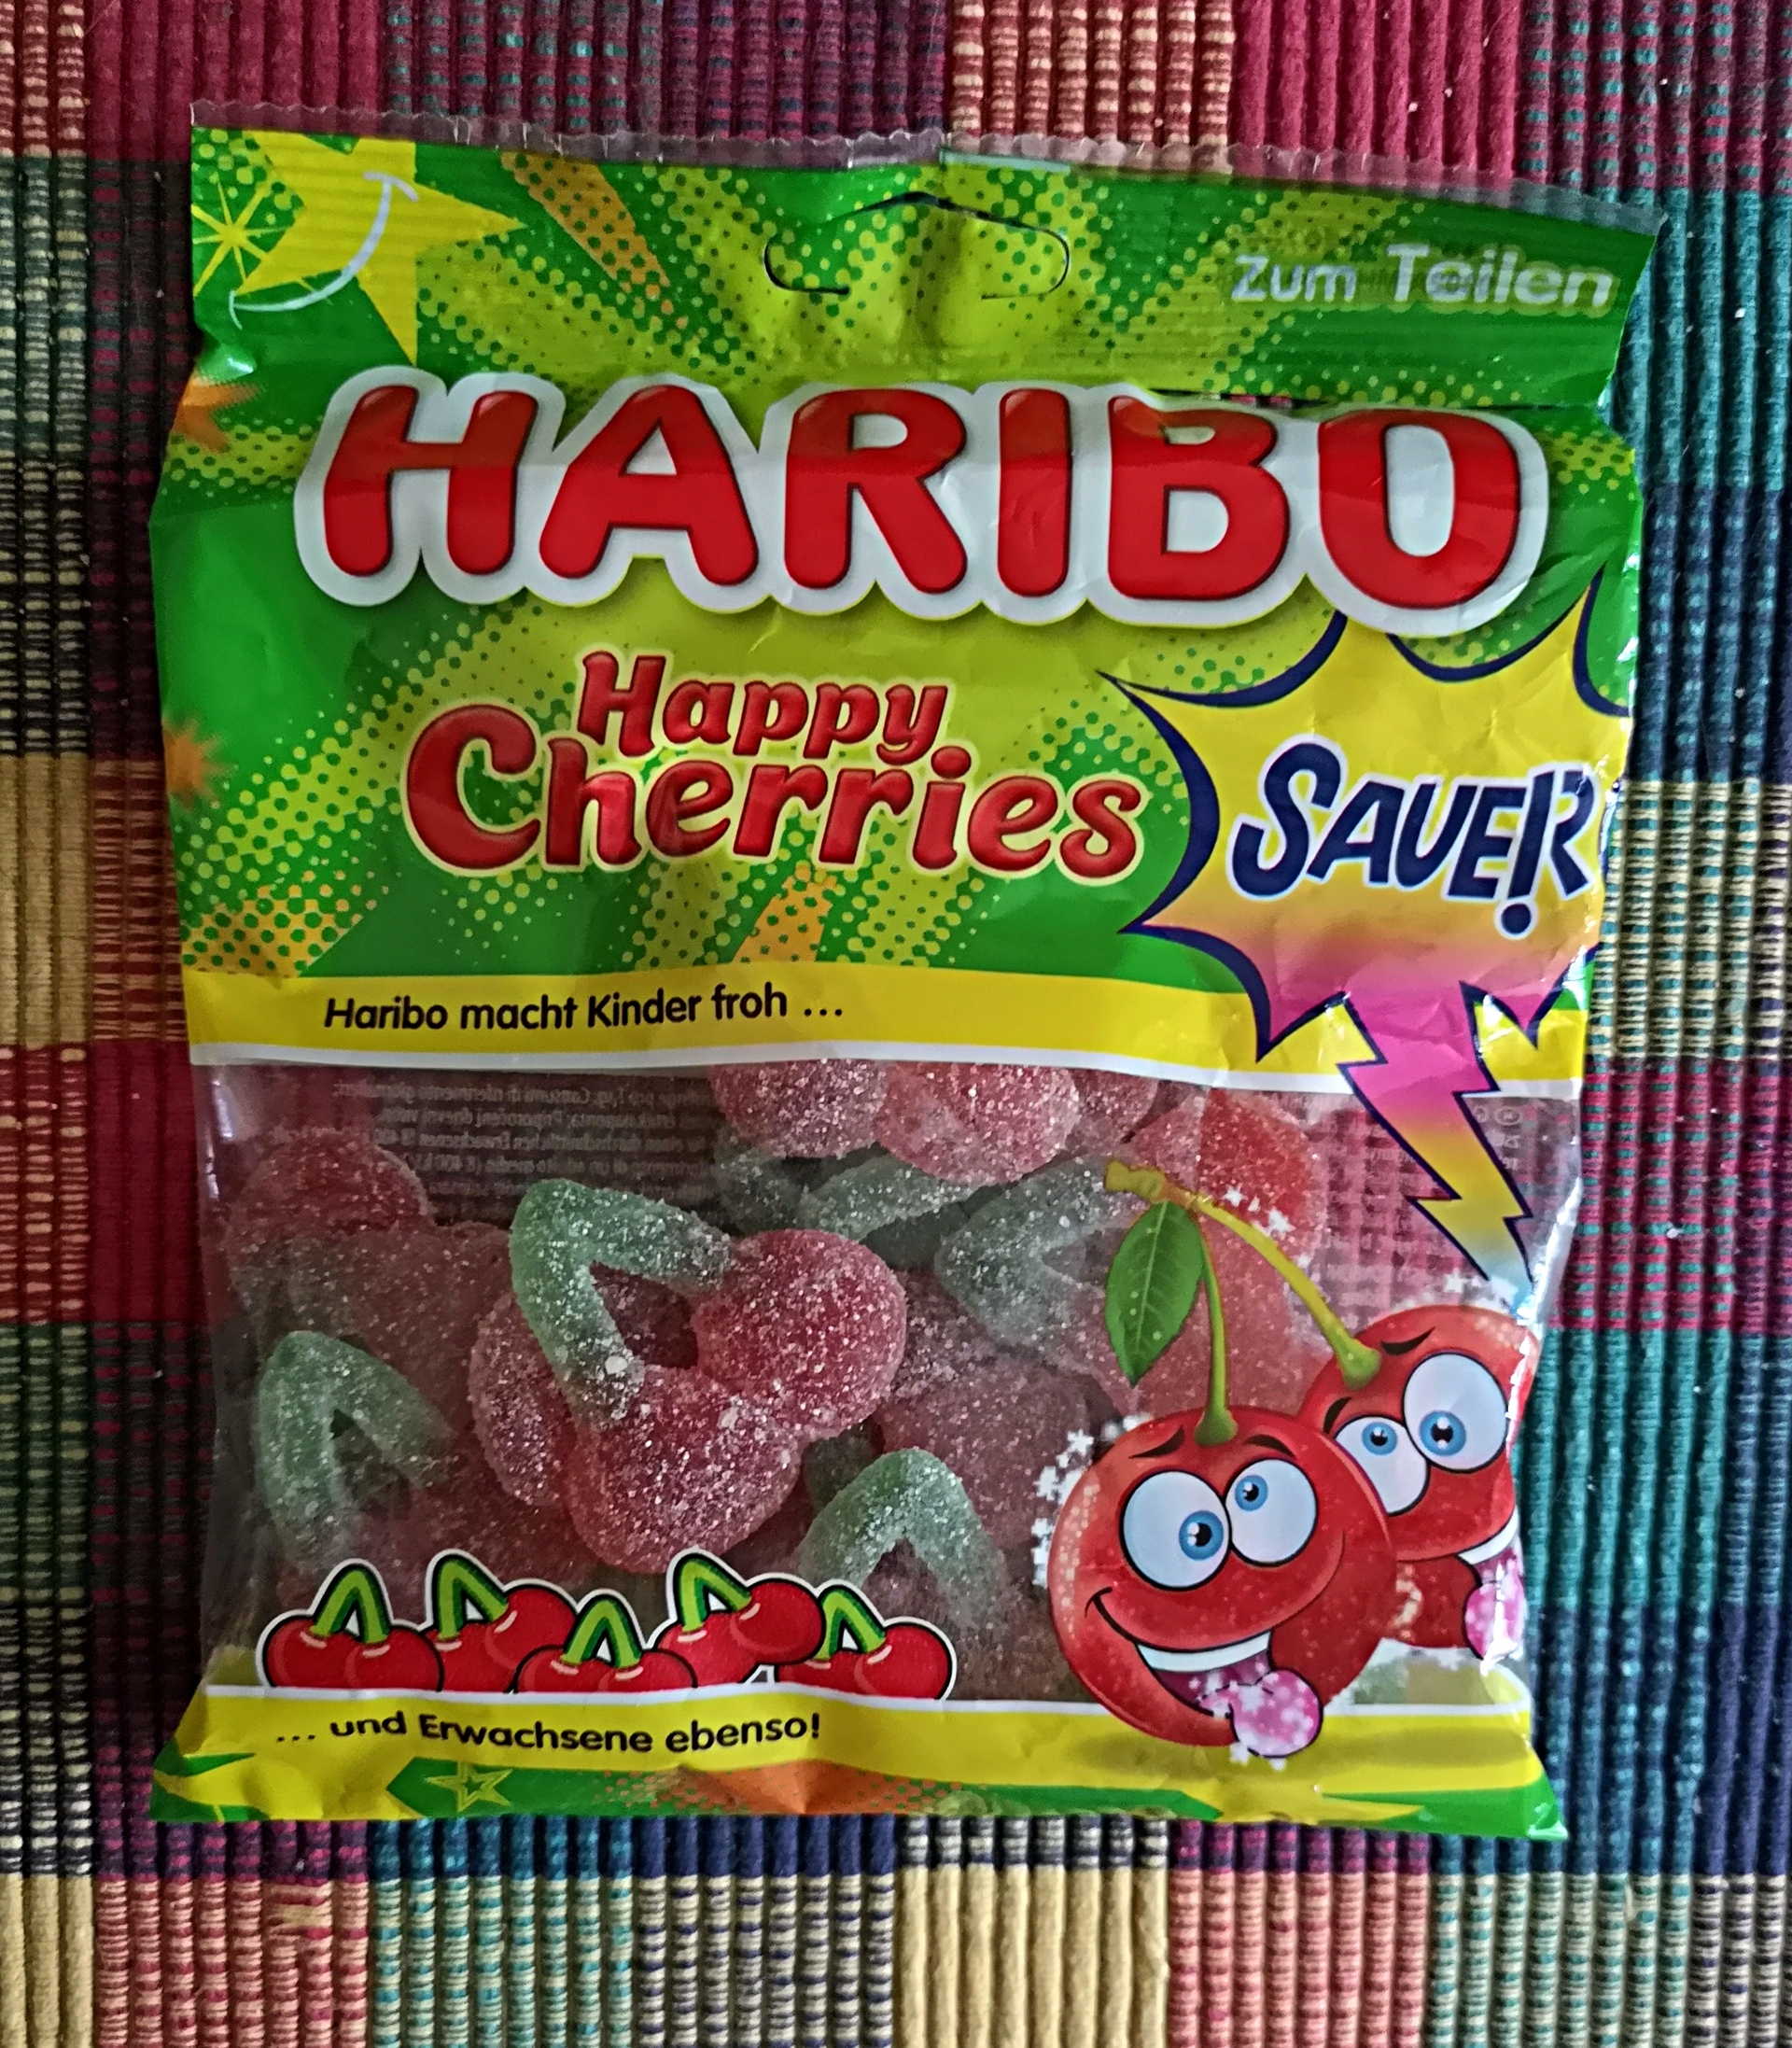 Zum Teilen
HARIBO
Happy
Cherries
SAUER!
Haribo macht Kinder froh ...
... und Erwachsene ebenso!